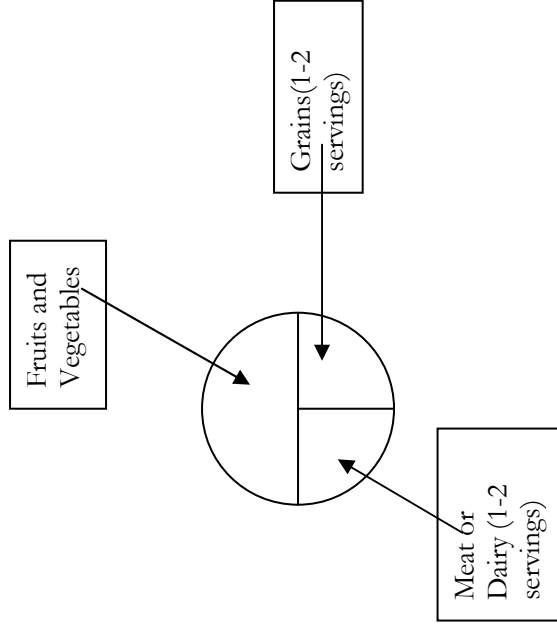 Fruits and
Vegetables
Grains(1-2
servings)
Meat or
Dairy (1-2
servings)